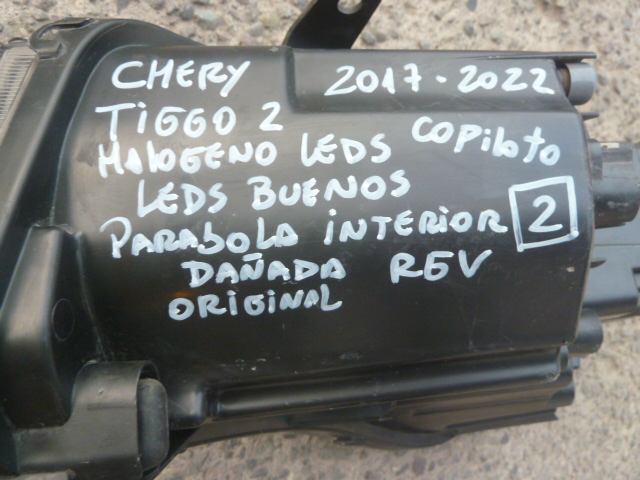 CHERY 2017-2022
TIGGO 2
HALOGENO LEDS COPILOTO
LEDS BUENOS
PARABOLA INTERIOR 2
DAÑADA REV
ORIGINAL